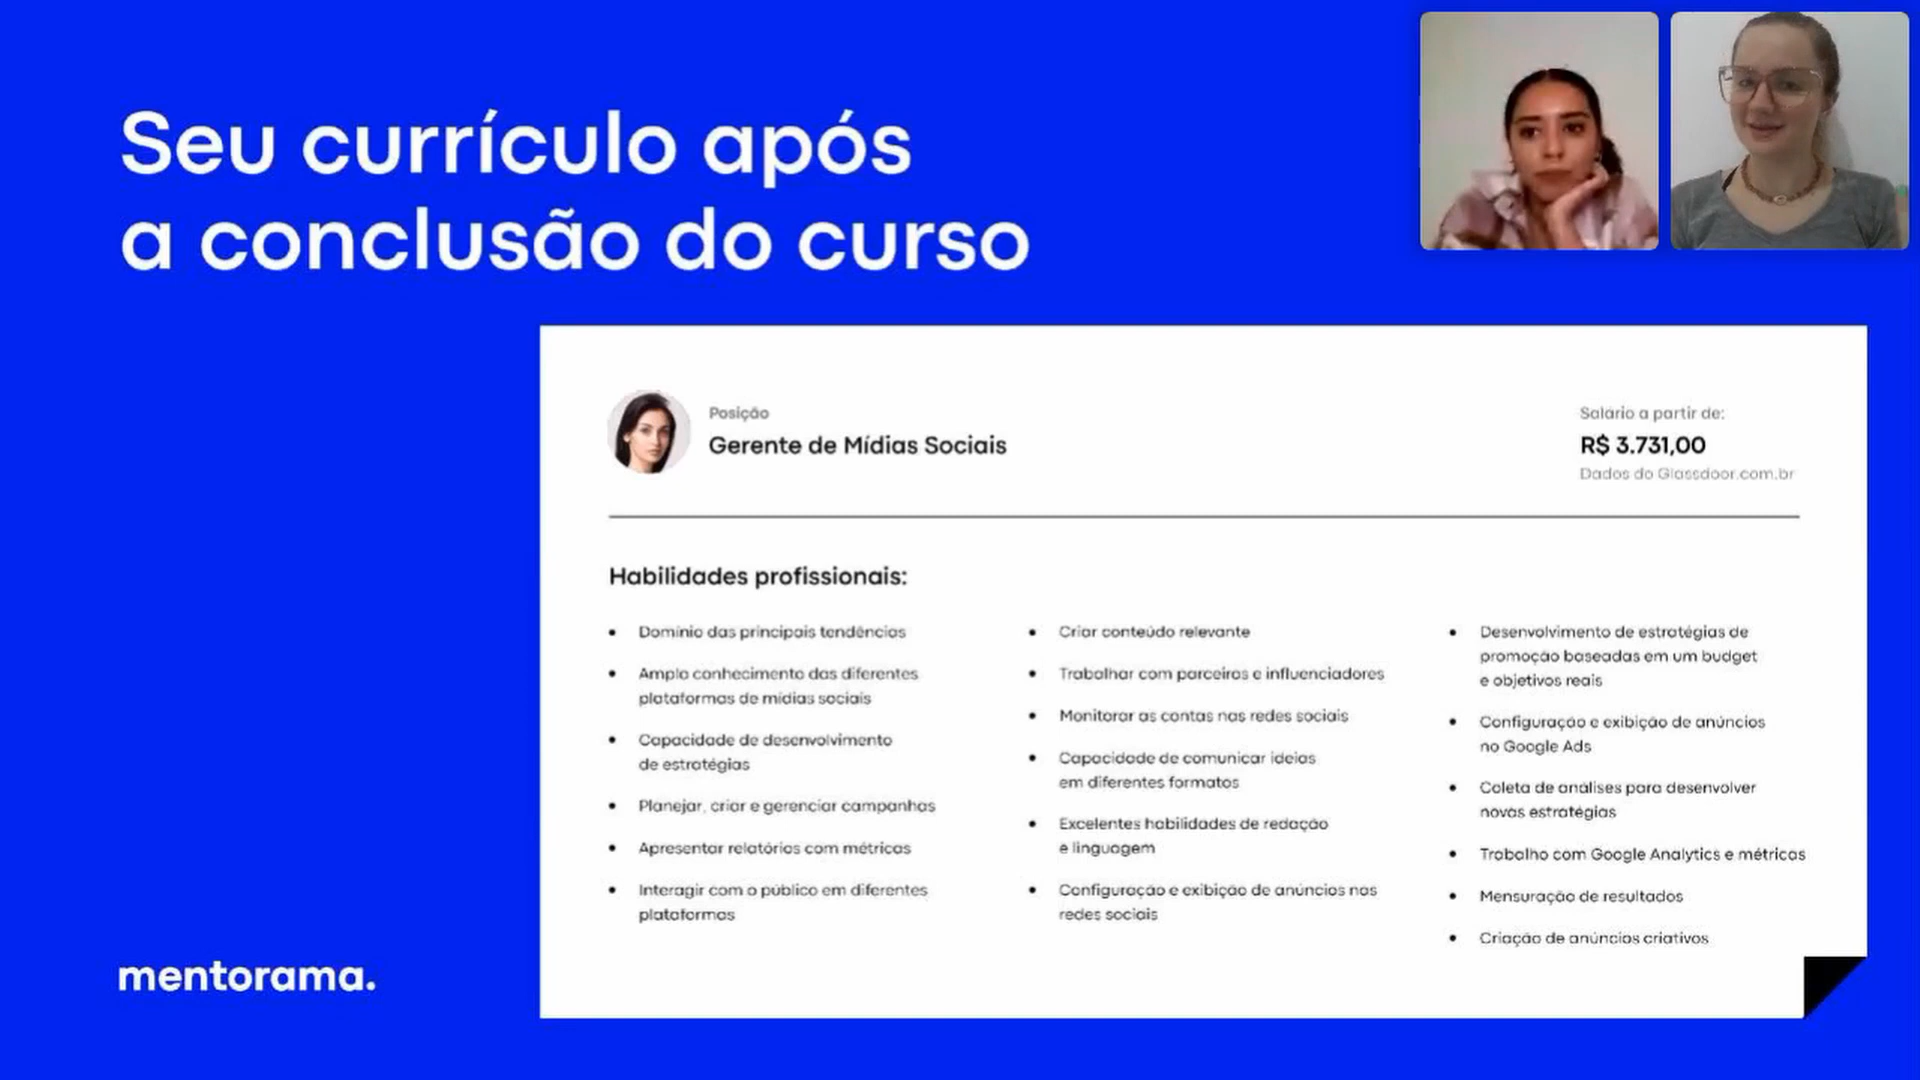 Seu currículo após
a conclusão do curso
Posição
Gerente de Mídias Sociais
Salário a partir de:
R$ 3.731,00
Dados do Glassdoor.com.br
Habilidades profissionais:
• Domínio das principais tendências
• Amplo conhecimento das diferentes
plataformas de mídias sociais
• Capacidade de desenvolvimento
de estratégias
• Planejar, criar e gerenciar campanhas
• Apresentar relatórios com métricas
• Interagir com o público em diferentes
plataformas
• Criar conteúdo relevante
• Trabalhar com parceiros e influenciadores
• Monitorar as contas nas redes sociais
• Capacidade de comunicar ideias
em diferentes formatos
• Excelentes habilidades de redação
e linguagem
• Configuração e exibição de anúncios nas
redes sociais
• Desenvolvimento de estratégias de
promoção baseadas em um budget
e objetivos reais
• Configuração e exibição de anúncios
no Google Ads
• Coleta de análises para desenvolver
novas estratégias
• Trabalho com Google Analytics e métricas
• Mensuração de resultados
• Criação de anúncios criativos
mentorama.